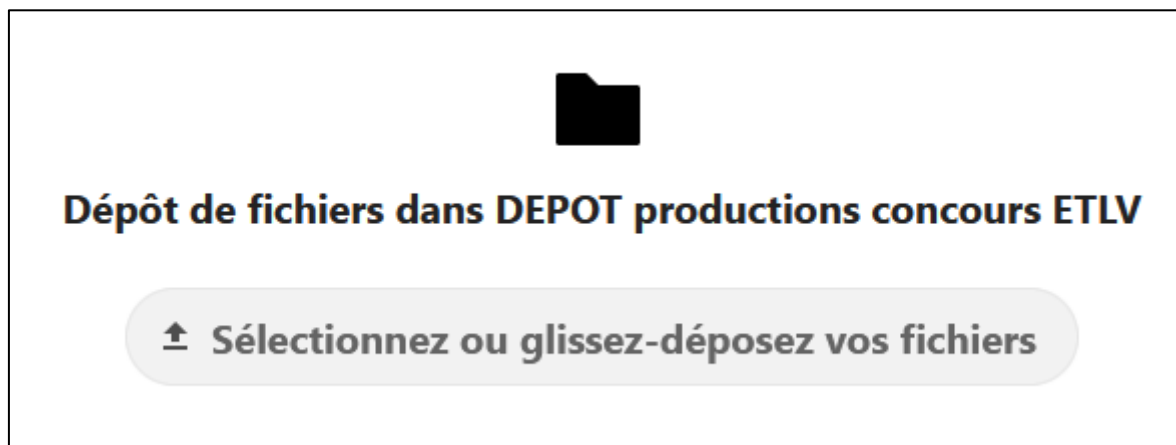 Dépôt de fichiers dans DEPOT productions concours ETLV
Sélectionnez ou glissez-déposez vos fichiers